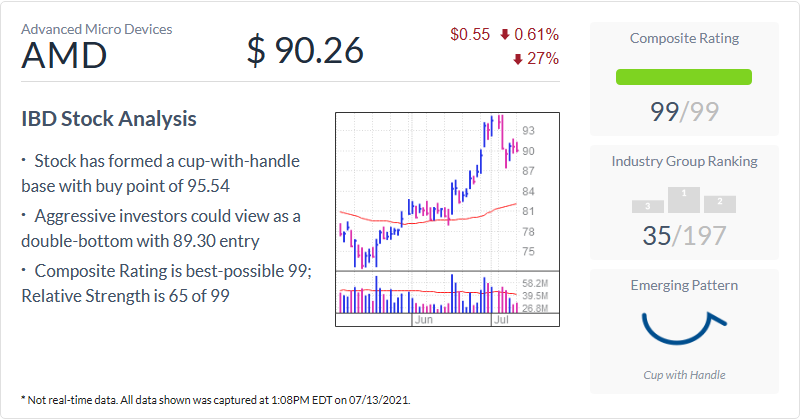 Advanced Micro Devices
AMD
$ 90.26
$0.55 0.61%
27%
IBD Stock Analysis
· Stock has formed a cup-with-handle
base with buy point of 95.54
· Aggressive investors could view as a
double-bottom with 89.30 entry
· Composite Rating is best-possible 99;
Relative Strength is 65 of 99
93
90
87
84
81
78
75
58.2M
39.5M
26.8M
Jun
Jul
* Not real-time data. All data shown was captured at 1:08PM EDT on 07/13/2021.
Composite Rating
99/99
Industry Group Ranking
3 1 2
35/197
Emerging Pattern
Cup with Handle